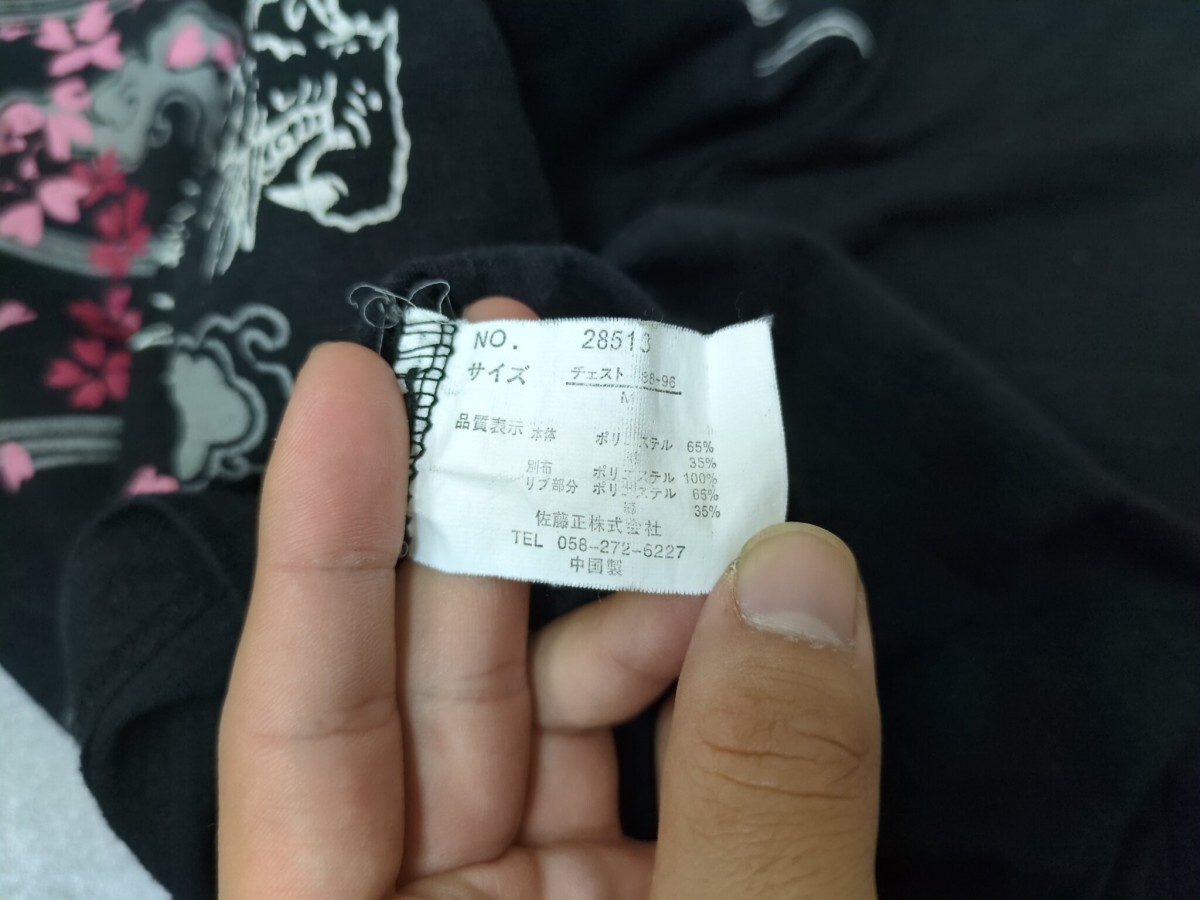 NO. 28513
サイズ チェスト 88-96
M
品質表示 本体 ポリエステル 65%
綿 35%
別布 ポリエステル 100%
リブ部分 ポリエステル 65%
綿 35%
佐藤正株式会社
TEL 058-272-6227
中国製